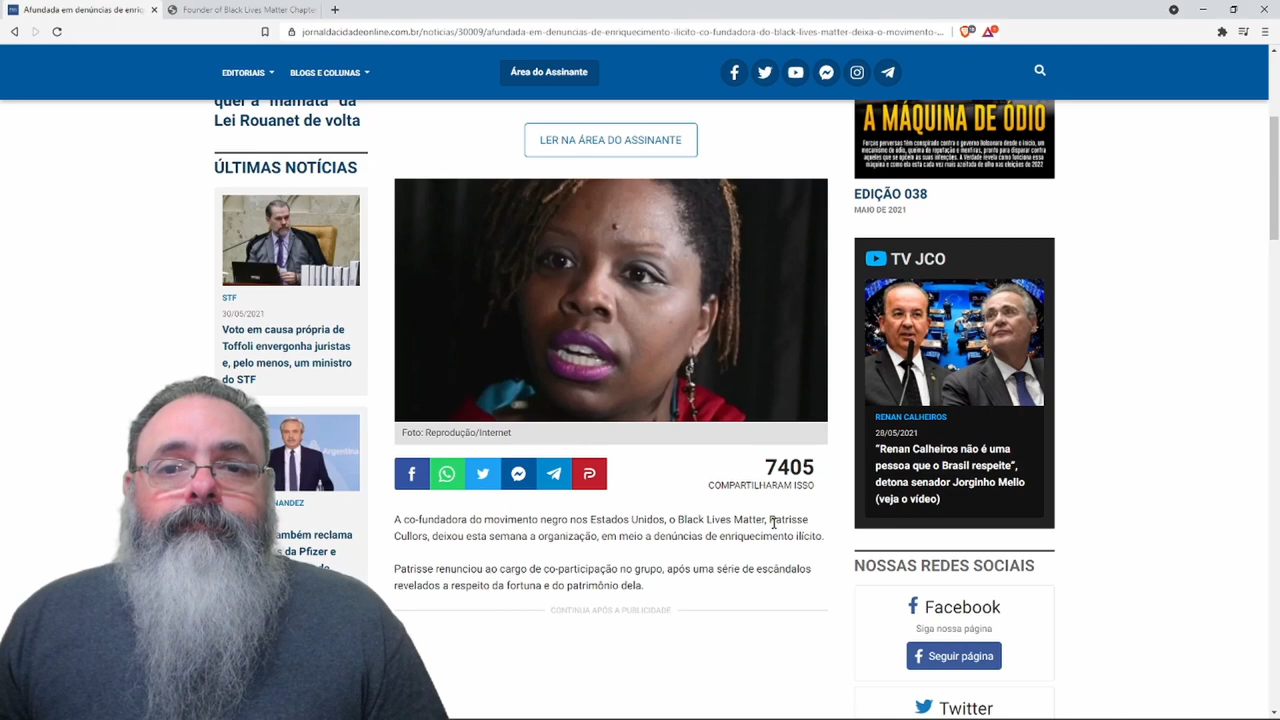 Afundada em denúncias de enriq
Founder of Black Lives Matter Chapter
jornaldacidadeonline.com.br/noticias/30009/afundada-em-denuncias-de-enriquecimento-ilicito-co-fundadora-do-black-lives-matter-deixa-o-movimento-...
EDITORIAIS
BLOGS E COLUNAS
Área do Assinante
quer a "mamata" da
Lei Rouanet de volta
ÚLTIMAS NOTÍCIAS
STF
30/05/2021
Voto em causa própria de
Toffoli envergonha juristas
e, pelo menos, um ministro
do STF
Argentina
NANDEZ
ambém reclama
s da Pfizer e
LER NA ÁREA DO ASSINANTE
Foto: Reprodução/Internet
7405
COMPARTILHARAM ISSO
A co-fundadora do movimento negro nos Estados Unidos, o Black Lives Matter, Patrisse
Cullors, deixou esta semana a organização, em meio a denúncias de enriquecimento ilícito.
Patrisse renunciou ao cargo de co-participação no grupo, após uma série de escândalos
revelados a respeito da fortuna e do patrimônio dela.
CONTINUA APÓS A PUBLICIDADE
A MÁQUINA DE ÓDIO
EDIÇÃO 038
MAIO DE 2021
TV JCO
RENAN CALHEIROS
28/05/2021
“Renan Calheiros não é uma
pessoa que o Brasil respeite”,
detona senador Jorginho Mello
(veja o vídeo)
NOSSAS REDES SOCIAIS
Facebook
Siga nossa página
Seguir página
Twitter